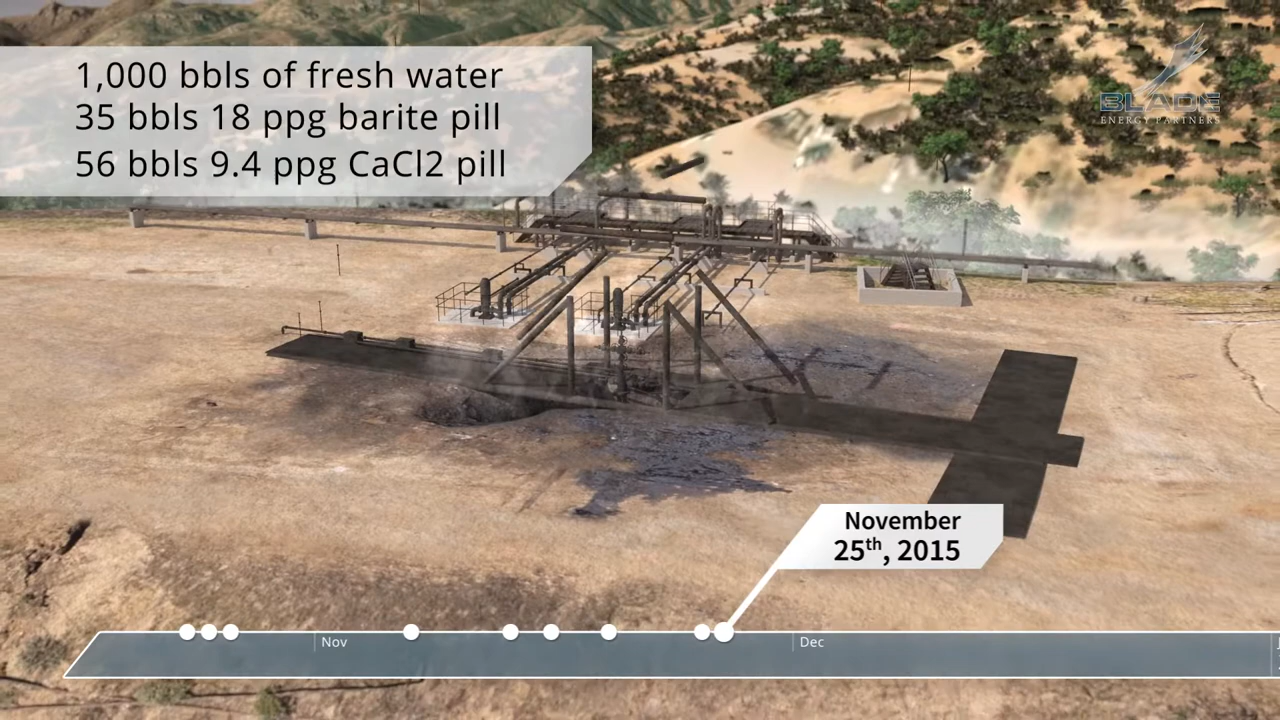 1,000 bbls of fresh water
35 bbls 18 ppg barite pill
56 bbls 9.4 ppg CaCl2 pill
BLADE
ENERGY PARTNERS
November
25th, 2015
Nov
Dec